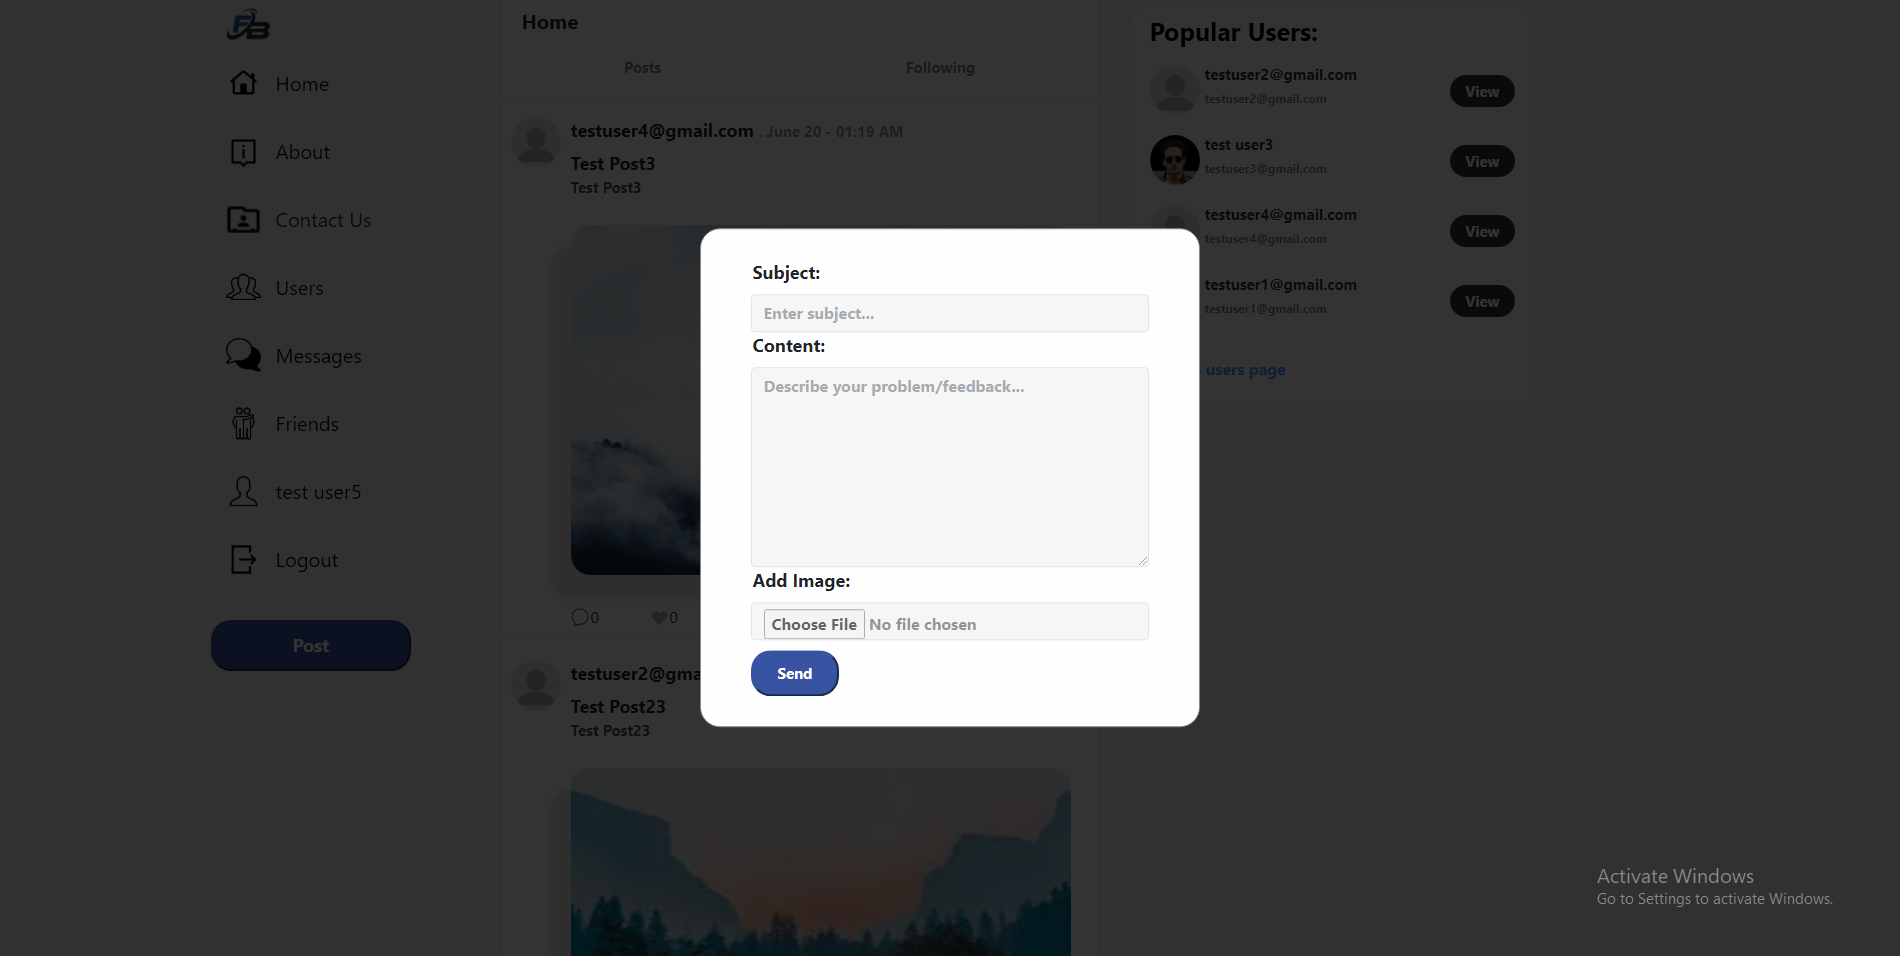 FB
Home
About
Contact Us
Users
Messages
Friends
test user5
Logout
Post
Home
Posts
Following
testuser4@gmail.com . June 20 - 01:19 AM
Test Post3
Test Post3
0
0
testuser2@gma
Test Post23
Test Post23
Subject:
Enter subject...
Content:
Describe your problem/feedback...
Add Image:
Choose File No file chosen
Send
Popular Users:
testuser2@gmail.com
testuser2@gmail.com
View
test user3
testuser3@gmail.com
View
testuser4@gmail.com
testuser4@gmail.com
View
testuser1@gmail.com
testuser1@gmail.com
View
users page
Activate Windows
Go to Settings to activate Windows.